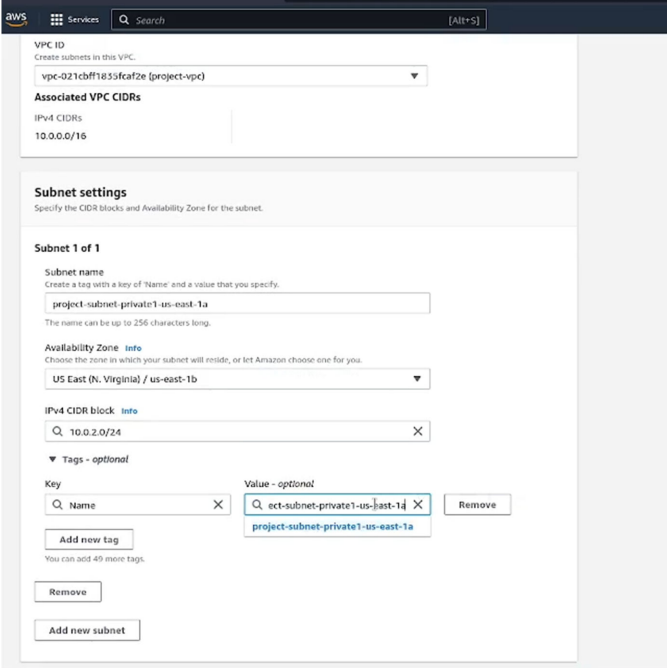 aws
Services
Search
[Alt+S]
VPC ID
Create subnets in this VPC.
vpc-021cbff1835fcaf2e (project-vpc)
Associated VPC CIDRs
IPv4 CIDRs
10.0.0.0/16
Subnet settings
Specify the CIDR blocks and Availability Zone for the subnet.
Subnet 1 of 1
Subnet name
Create a tag with a key of 'Name' and a value that you specify.
project-subnet-private1-us-east-1a
The name can be up to 256 characters long.
Availability Zone Info
Choose the zone in which your subnet will reside, or let Amazon choose one for you.
US East (N. Virginia) / us-east-1b
IPv4 CIDR block Info
10.0.2.0/24
Tags - optional
Key
Value - optional
Name
ect-subnet-private1-us-east-1a
Remove
project-subnet-private1-us-east-1a
Add new tag
You can add 49 more tags.
Remove
Add new subnet